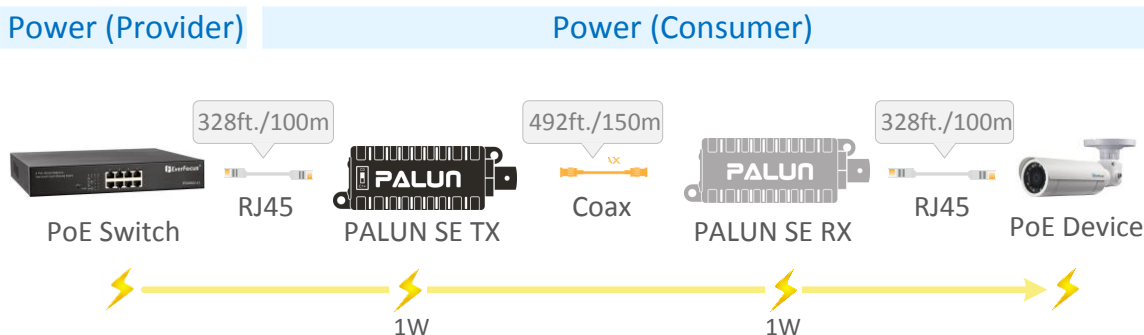 Power (Provider)
Power (Consumer)
328ft./100m
492ft./150m
328ft./100m
EverFocus
PALUN
PALUN
RJ45
Coax
RJ45
PoE Switch
PALUN SE TX
PALUN SE RX
PoE Device
1W
1W